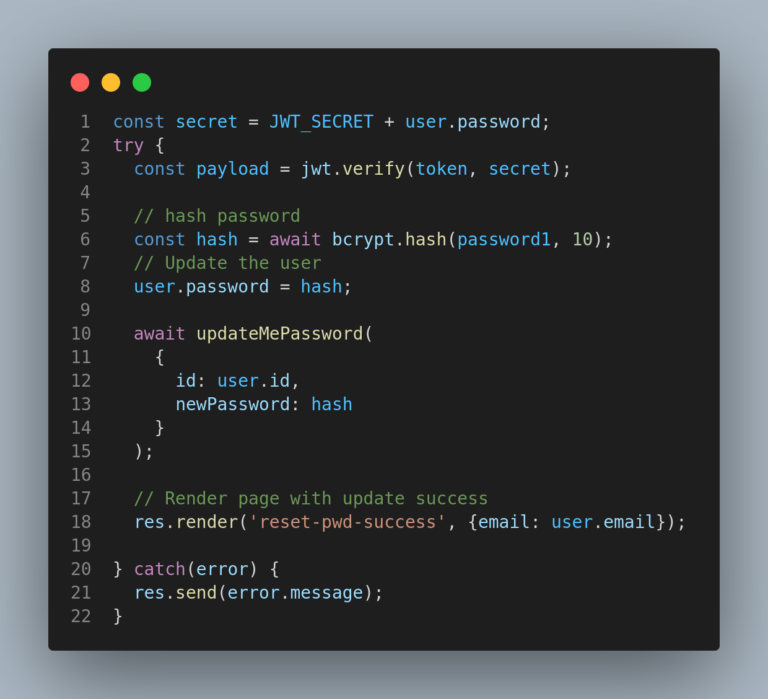 1 const secret = JWT_SECRET + user.password;
2 try {
3   const payload = jwt.verify(token, secret);
4
5   // hash password
6   const hash = await bcrypt.hash(password1, 10);
7   // Update the user
8   user.password = hash;
9
10   await updateMePassword(
11     {
12       id: user.id,
13       newPassword: hash
14     }
15   );
16
17   // Render page with update success
18   res.render('reset-pwd-success', {email: user.email});
19
20 } catch(error) {
21   res.send(error.message);
22 }